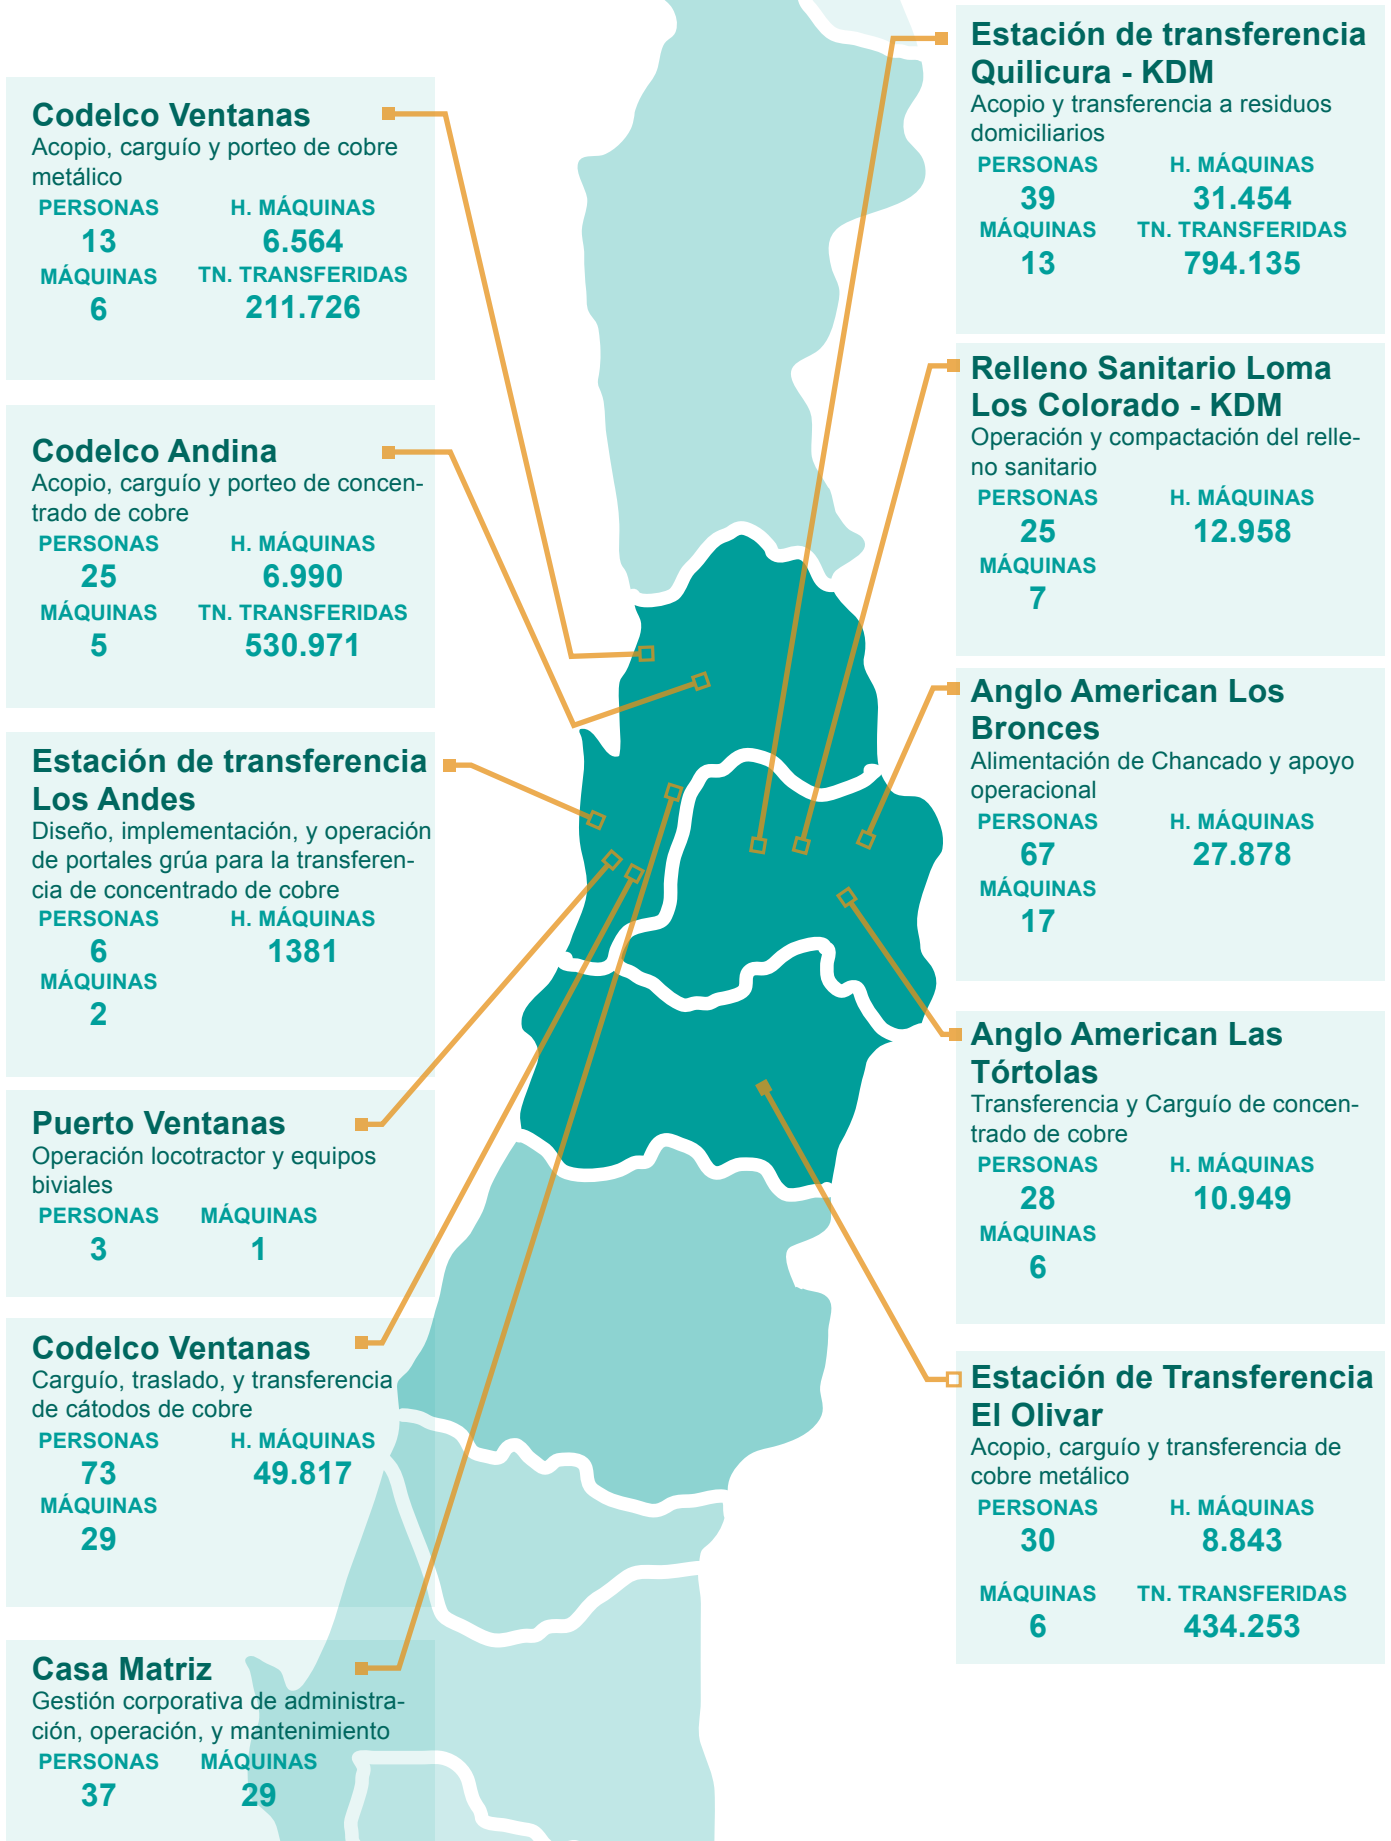 Codelco Ventanas
Acopio, carguío y porteo de cobre
metálico
PERSONAS H. MÁQUINAS
13 6.564
MÁQUINAS TN. TRANSFERIDAS
6 211.726
Codelco Andina
Acopio, carguío y porteo de concen-
trado de cobre
PERSONAS H. MÁQUINAS
25 6.990
MÁQUINAS TN. TRANSFERIDAS
5 530.971
Estación de transferencia
Los Andes
Diseño, implementación, y operación
de portales grúa para la transferen-
cia de concentrado de cobre
PERSONAS H. MÁQUINAS
6 1381
MÁQUINAS
2
Puerto Ventanas
Operación locotractor y equipos
biviales
PERSONAS MÁQUINAS
3 1
Codelco Ventanas
Carguío, traslado, y transferencia
de cátodos de cobre
PERSONAS H. MÁQUINAS
73 49.817
MÁQUINAS
29
Casa Matriz
Gestión corporativa de administra-
ción, operación, y mantenimiento
PERSONAS MÁQUINAS
37 29
Estación de transferencia
Quilicura - KDM
Acopio y transferencia a residuos
domiciliarios
PERSONAS H. MÁQUINAS
39 31.454
MÁQUINAS TN. TRANSFERIDAS
13 794.135
Relleno Sanitario Loma
Los Colorado - KDM
Operación y compactación del relle-
no sanitario
PERSONAS H. MÁQUINAS
25 12.958
MÁQUINAS
7
Anglo American Los
Bronces
Alimentación de Chancado y apoyo
operacional
PERSONAS H. MÁQUINAS
67 27.878
MÁQUINAS
17
Anglo American Las
Tórtolas
Transferencia y Carguío de concen-
trado de cobre
PERSONAS H. MÁQUINAS
28 10.949
MÁQUINAS
6
Estación de Transferencia
El Olivar
Acopio, carguío y transferencia de
cobre metálico
PERSONAS H. MÁQUINAS
30 8.843
MÁQUINAS TN. TRANSFERIDAS
6 434.253